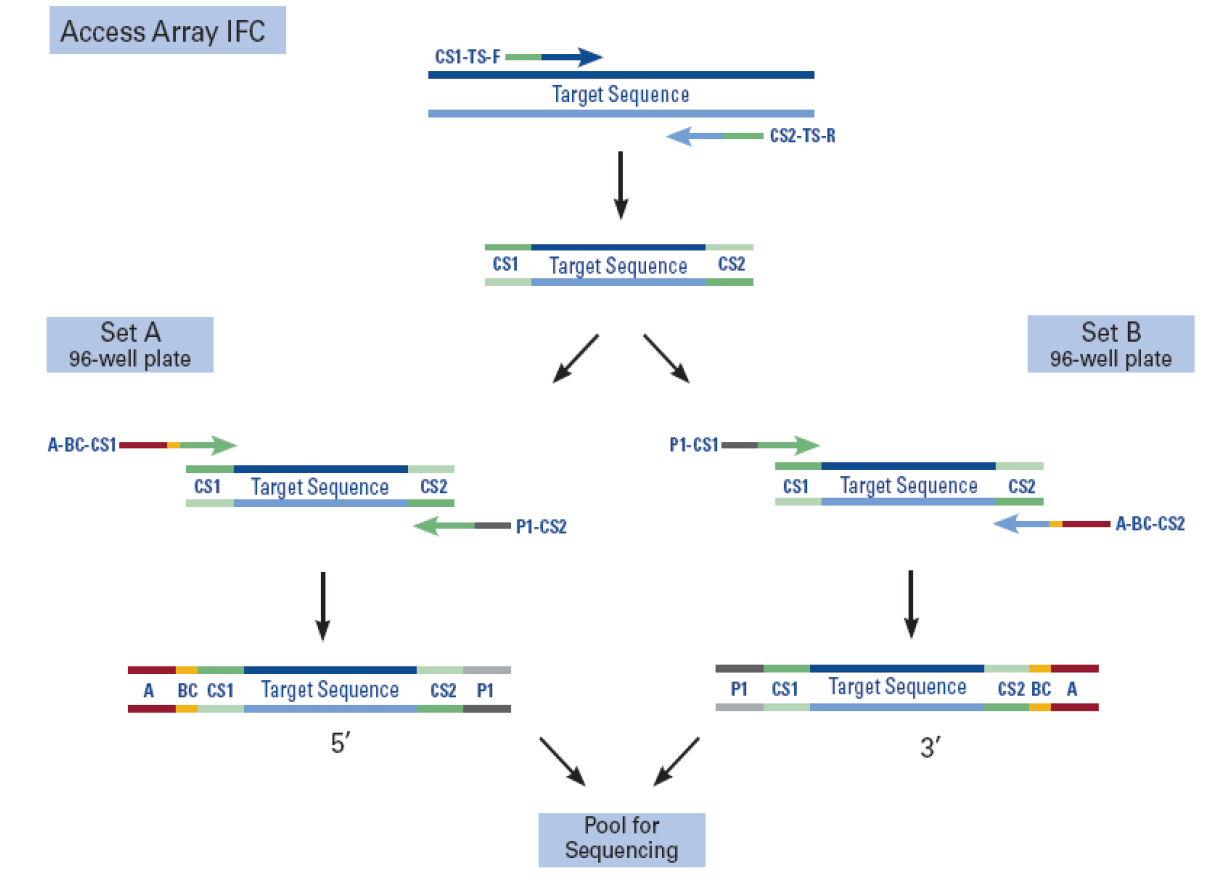 Access Array IFC
CS1-TS-F
Target Sequence
CS2-TS-R
CS1 Target Sequence CS2
Set A
96-well plate
Set B
96-well plate
A-BC-CS1
CS1 Target Sequence CS2
P1-CS2
P1-CS1
CS1 Target Sequence CS2
A-BC-CS2
A BC CS1 Target Sequence CS2 P1
5′
P1 CS1 Target Sequence CS2 BC A
3′
Pool for
Sequencing